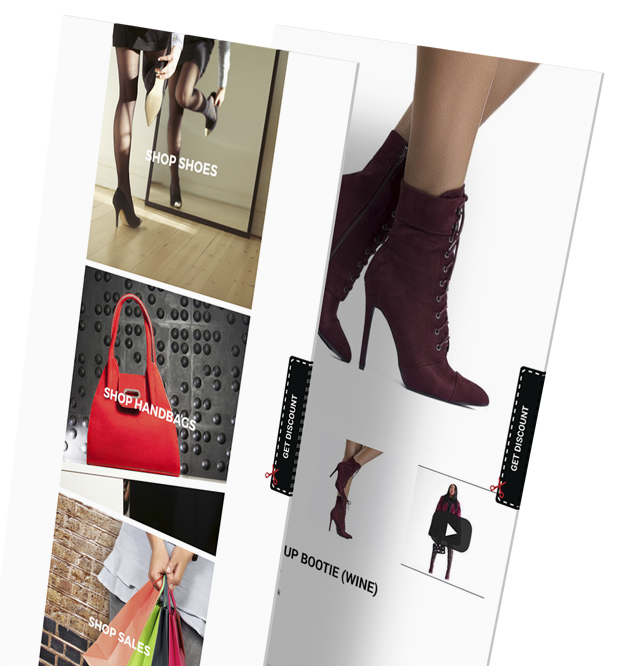 SHOP SHOES
SHOP HANDBAGS
SHOP SALES
GET DISCOUNT
GET DISCOUNT
UP BOOTIE (WINE)